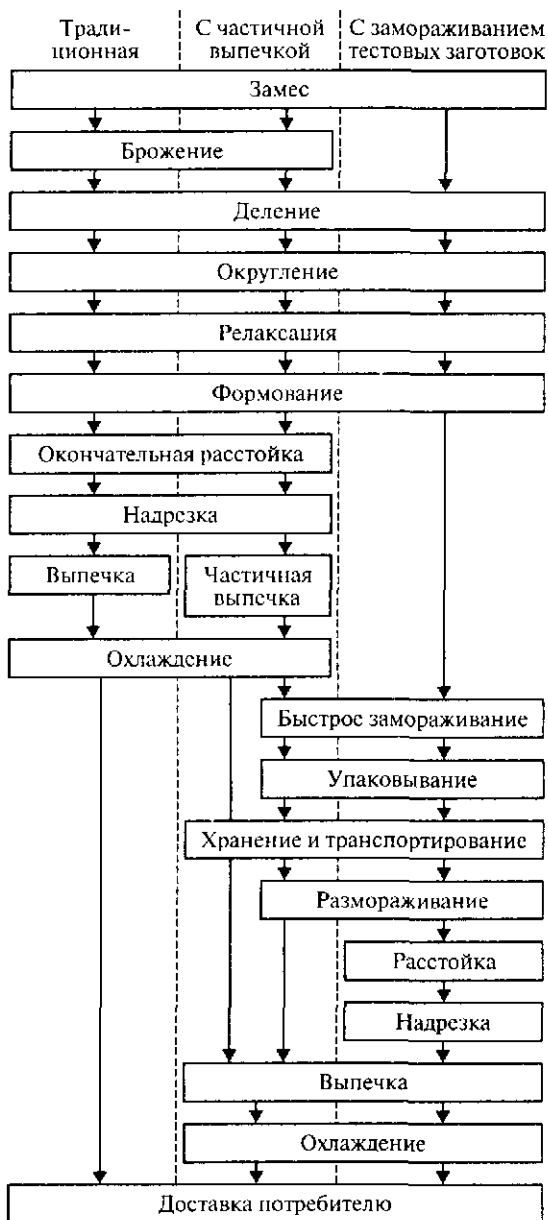 Тради-
ционная
С частичной
выпечкой
С замораживанием
тестовых заготовок
Замес
Брожение
Деление
Округление
Релаксация
Формование
Окончательная расстойка
Надрезка
Выпечка
Частичная
выпечка
Охлаждение
Быстрое замораживание
Упаковывание
Хранение и транспортирование
Размораживание
Расстойка
Надрезка
Выпечка
Охлаждение
Доставка потребителю